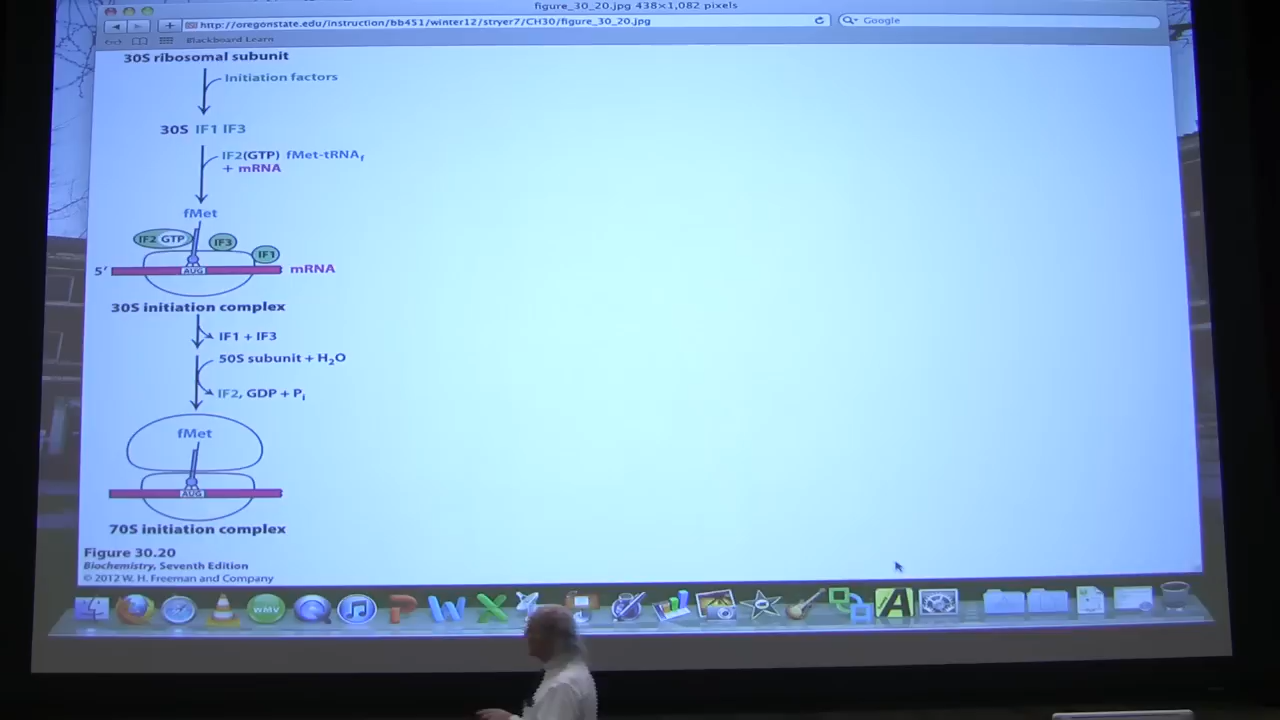 figure_30_20.jpg 438×1,082 pixels
http://oregonstate.edu/instruction/bb451/winter12/stryer7/CH30/figure_30_20.jpg
Google
Blackboard Learn
30S ribosomal subunit
Initiation factors
30S IF1 IF3
IF2(GTP) fMet-tRNAf
+ mRNA
fMet
IF2 GTP IF3 IF1
5′ AUG mRNA
30S initiation complex
IF1 + IF3
50S subunit + H2O
IF2, GDP + Pi
fMet
AUG
70S initiation complex
Figure 30.20
Biochemistry, Seventh Edition
© 2012 W. H. Freeman and Company
WMV
P W X A